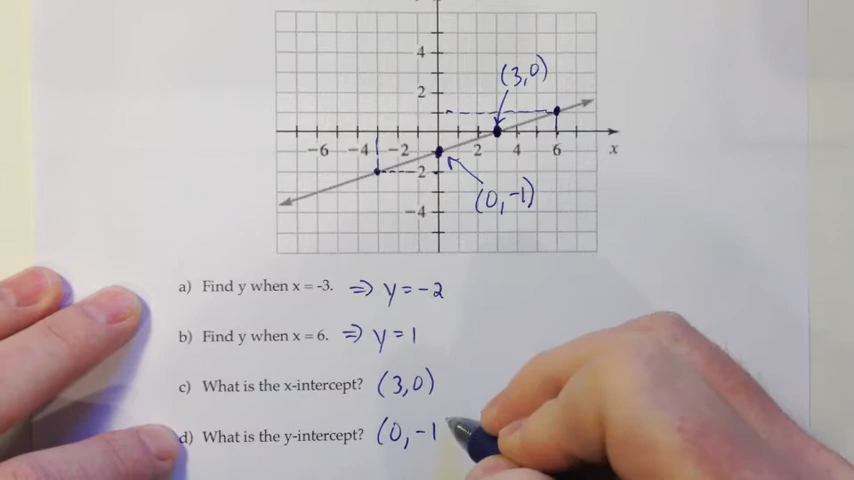 4
2
(3,0)
-6 -4 -2 2 4 6 x
-2
(0,-1)
-4
a) Find y when x = -3. ⇒ y = -2
b) Find y when x = 6. ⇒ y = 1
c) What is the x-intercept? (3,0)
d) What is the y-intercept? (0,-1